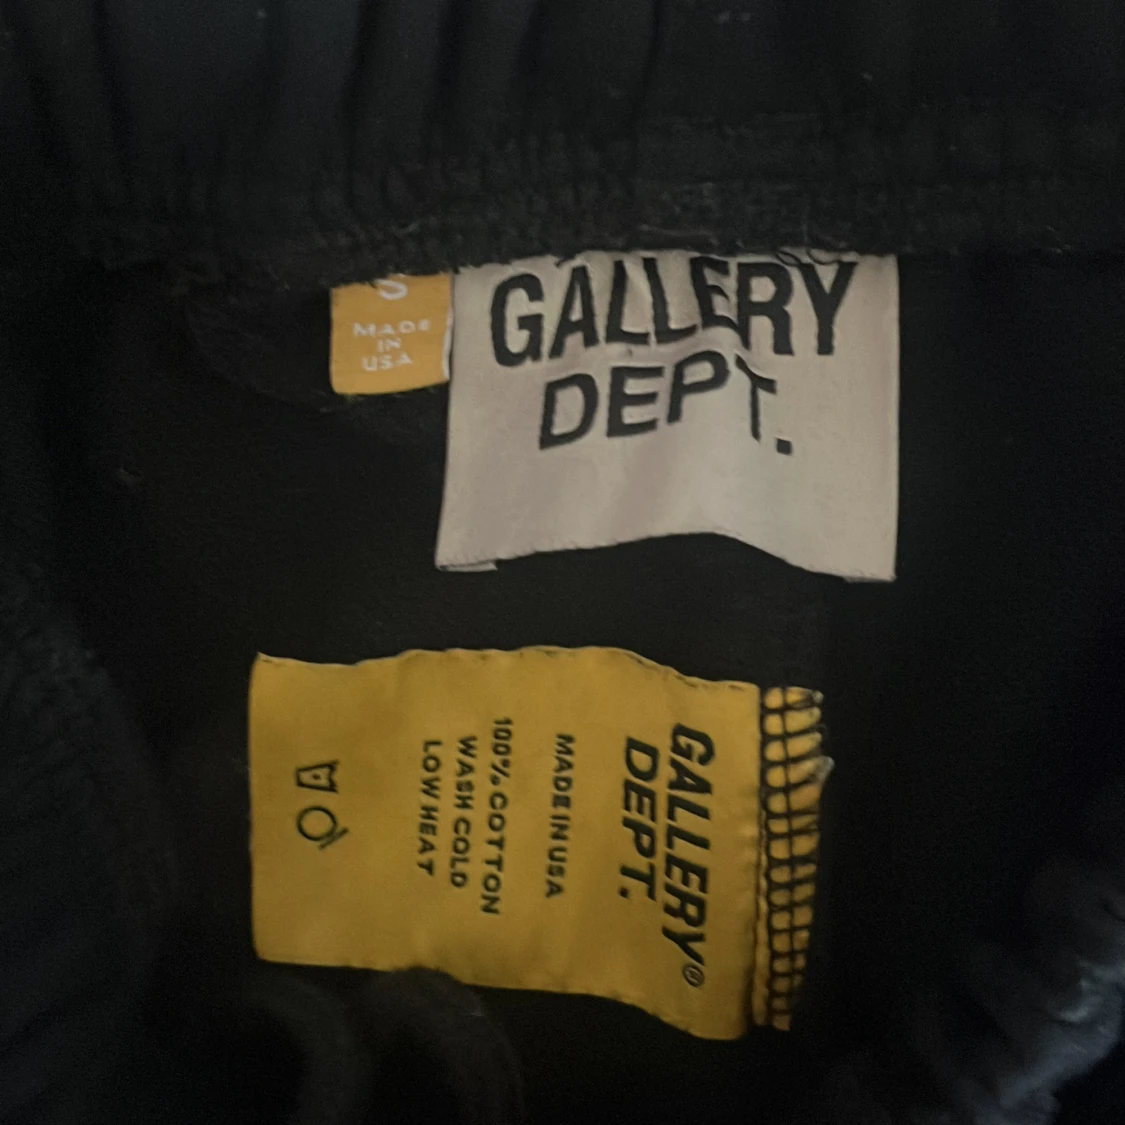 S
MADE
IN
USA
GALLERY
DEPT.
GALLERY®
DEPT.
MADE IN USA
100% COTTON
WASH COLD
LOW HEAT